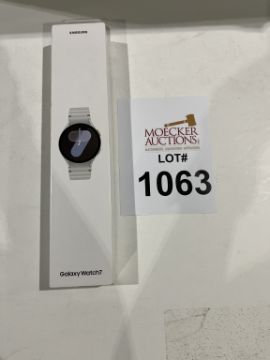 SAMSUNG
Galaxy Watch7
MOECKER
AUCTIONS
LOT#
1063